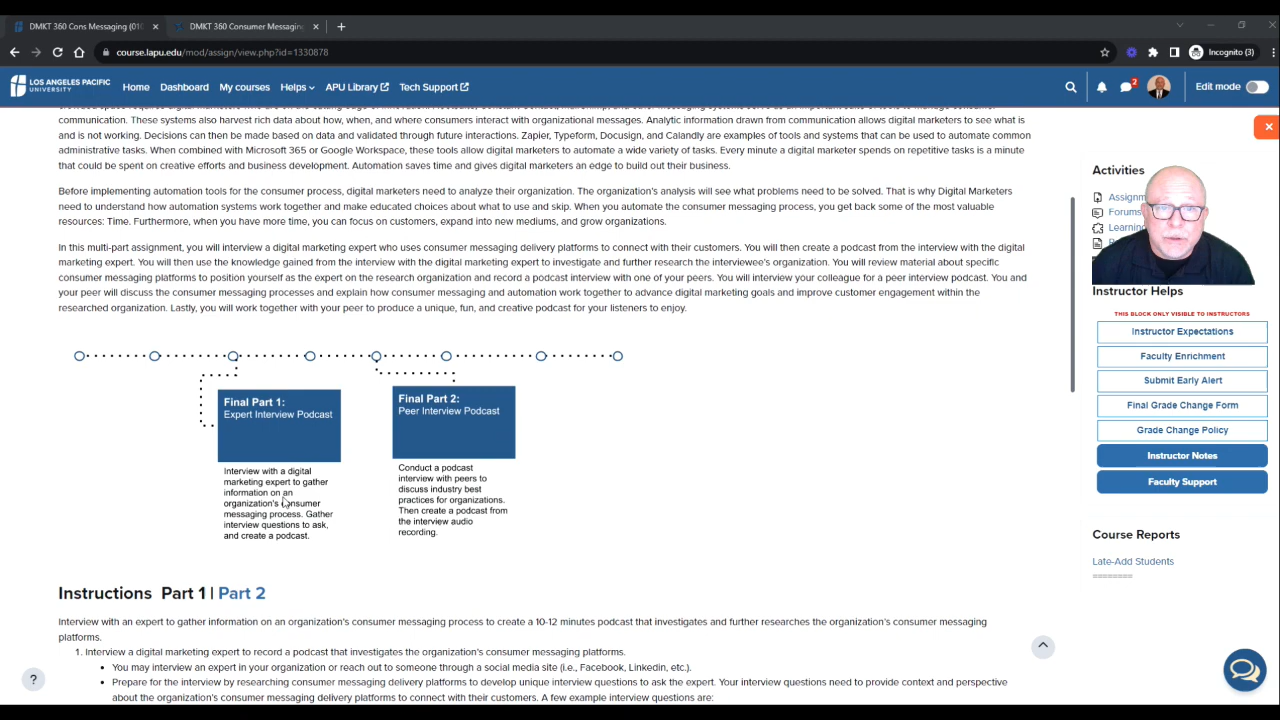 DMKT 360 Cons Messaging (010
DMKT 360 Consumer Messaging
course.lapu.edu/mod/assign/view.php?id=1330878
Incognito (3)
LOS ANGELES PACIFIC
UNIVERSITY
Home
Dashboard
My courses
Helps
APU Library
Tech Support
2
Edit mode
communication. These systems also harvest rich data about how, when, and where consumers interact with organizational messages. Analytic information drawn from communication allows digital marketers to see what is
and is not working. Decisions can then be made based on data and validated through future interactions. Zapier, Typeform, Docusign, and Calandly are examples of tools and systems that can be used to automate common
administrative tasks. When combined with Microsoft 365 or Google Workspace, these tools allow digital marketers to automate a wide variety of tasks. Every minute a digital marketer spends on repetitive tasks is a minute
that could be spent on creative efforts and business development. Automation saves time and gives digital marketers an edge to build out their business.
Before implementing automation tools for the consumer process, digital marketers need to analyze their organization. The organization's analysis will see what problems need to be solved. That is why Digital Marketers
need to understand how automation systems work together and make educated choices about what to use and skip. When you automate the consumer messaging process, you get back some of the most valuable
resources: Time. Furthermore, when you have more time, you can focus on customers, expand into new mediums, and grow organizations.
In this multi-part assignment, you will interview a digital marketing expert who uses consumer messaging delivery platforms to connect with their customers. You will then create a podcast from the interview with the digital
marketing expert. You will then use the knowledge gained from the interview with the digital marketing expert to investigate and further research the interviewee's organization. You will review material about specific
consumer messaging platforms to position yourself as the expert on the research organization and record a podcast interview with one of your peers. You will interview your colleague for a peer interview podcast. You and
your peer will discuss the consumer messaging processes and explain how consumer messaging and automation work together to advance digital marketing goals and improve customer engagement within the
researched organization. Lastly, you will work together with your peer to produce a unique, fun, and creative podcast for your listeners to enjoy.
Final Part 1:
Expert Interview Podcast
Interview with a digital
marketing expert to gather
information on an
organization's consumer
messaging process. Gather
interview questions to ask,
and create a podcast.
Final Part 2:
Peer Interview Podcast
Conduct a podcast
interview with peers to
discuss industry best
practices for organizations.
Then create a podcast from
the interview audio
recording.
Instructions Part 1 | Part 2
Interview with an expert to gather information on an organization's consumer messaging process to create a 10-12 minutes podcast that investigates and further researches the organization's consumer messaging
platforms.
1. Interview a digital marketing expert to record a podcast that investigates the organization's consumer messaging platforms.
• You may interview an expert in your organization or reach out to someone through a social media site (i.e., Facebook, Linkedin, etc.).
• Prepare for the interview by researching consumer messaging delivery platforms to develop unique interview questions to ask the expert. Your interview questions need to provide context and perspective
about the organization's consumer messaging delivery platforms to connect with their customers. A few example interview questions are:
Activities
Assignm
Forums
Learnin
Instructor Helps
THIS BLOCK ONLY VISIBLE TO INSTRUCTORS
Instructor Expectations
Faculty Enrichment
Submit Early Alert
Final Grade Change Form
Grade Change Policy
Instructor Notes
Faculty Support
Course Reports
Late-Add Students
========
?